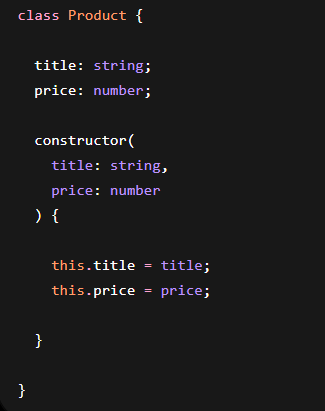 class Product {
title: string;
price: number;
constructor(
title: string,
price: number
) {
this.title = title;
this.price = price;
}
}